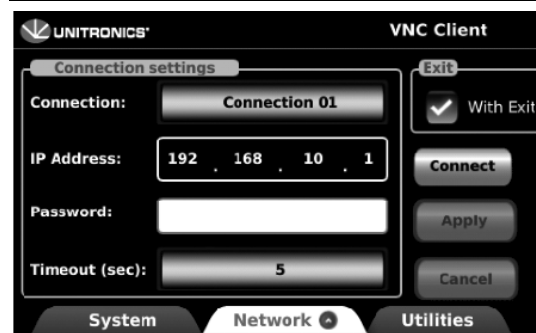 UNITRONICS®
VNC Client
Connection settings
Exit
Connection:
Connection 01
With Exit
IP Address:
192 . 168 . 10 . 1
Connect
Password:
Apply
Timeout (sec):
5
Cancel
System
Network
Utilities